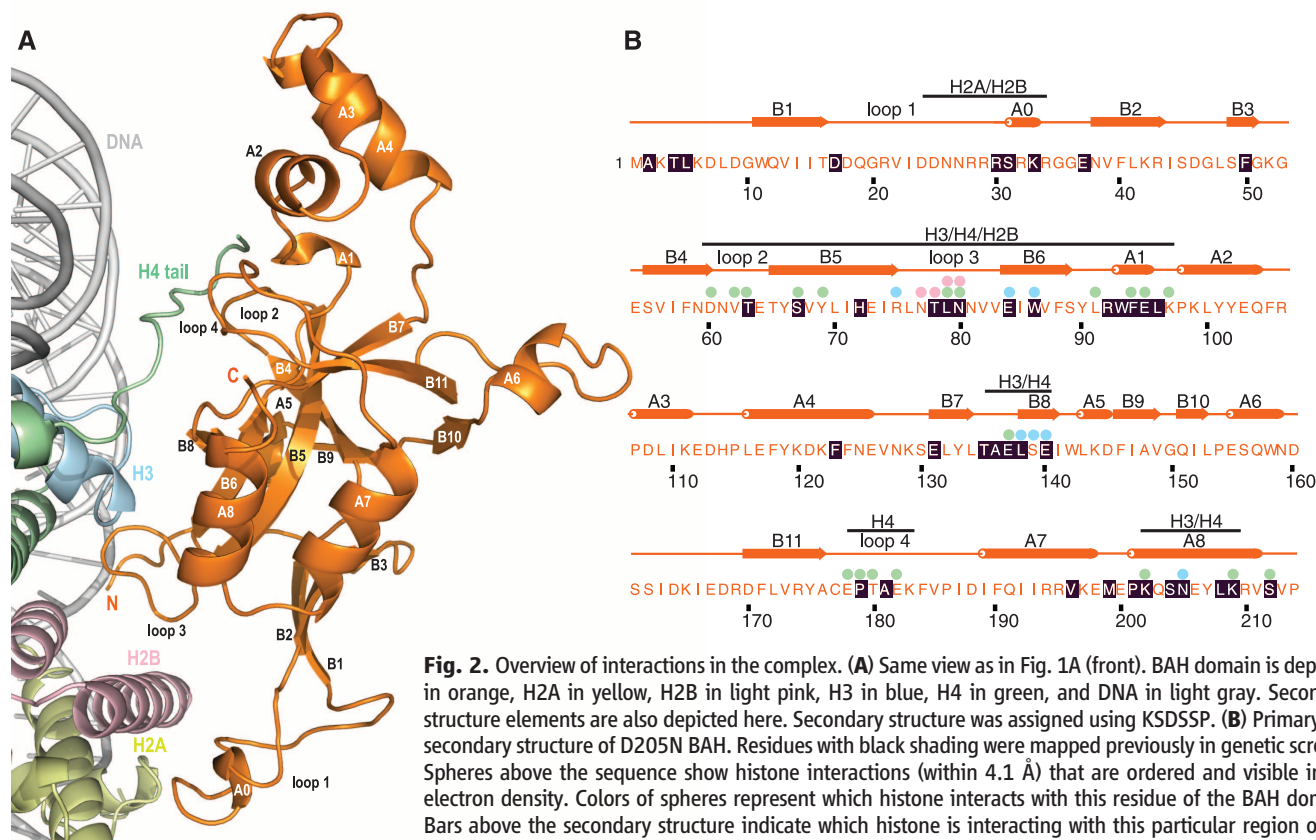 A
DNA
A3
A4
A2
H4 tail
A1
loop 2
loop 4
B7
B4
C
B11
A6
A5
B10
B8
B5
B9
H3
B6
A7
A8
B3
N
loop 3
B2
B1
H2B
H2A
A0
loop 1
B
H2A/H2B
B1 loop 1 A0 B2 B3
1 MAKTLKDLDGWQVIITDDQGRVIDDNNRRRSRKRGGENVFLKRISDGLSFGKG
10 20 30 40 50
H3/H4/H2B
B4 loop 2 B5 loop 3 B6 A1 A2
ESVIFNDNVTETYSVYLIHEIRLNTLNNVVEIWVFSYLRWFELKPKLYYEQFR
60 70 80 90 100
H3/H4
A3 A4 B7 B8 A5 B9 B10 A6
PDLIKEDHPLEFYKDKFFNEVNKSELYLTAELSEIWLKDFIAVGQILPESQWND
110 120 130 140 150 160
H4 H3/H4
B11 loop 4 A7 A8
SSIDKIEDRDFLVRYACEPTAEKFVPIDIFQIIRRVKEMEPKQSNEYLKRVSVP
170 180 190 200 210
Fig. 2. Overview of interactions in the complex. (A) Same view as in Fig. 1A (front). BAH domain is dep
in orange, H2A in yellow, H2B in light pink, H3 in blue, H4 in green, and DNA in light gray. Secon
structure elements are also depicted here. Secondary structure was assigned using KSDSSP. (B) Primary
secondary structure of D205N BAH. Residues with black shading were mapped previously in genetic scre
Spheres above the sequence show histone interactions (within 4.1 Å) that are ordered and visible in
electron density. Colors of spheres represent which histone interacts with this residue of the BAH don
Bars above the secondary structure indicate which histone is interacting with this particular region o